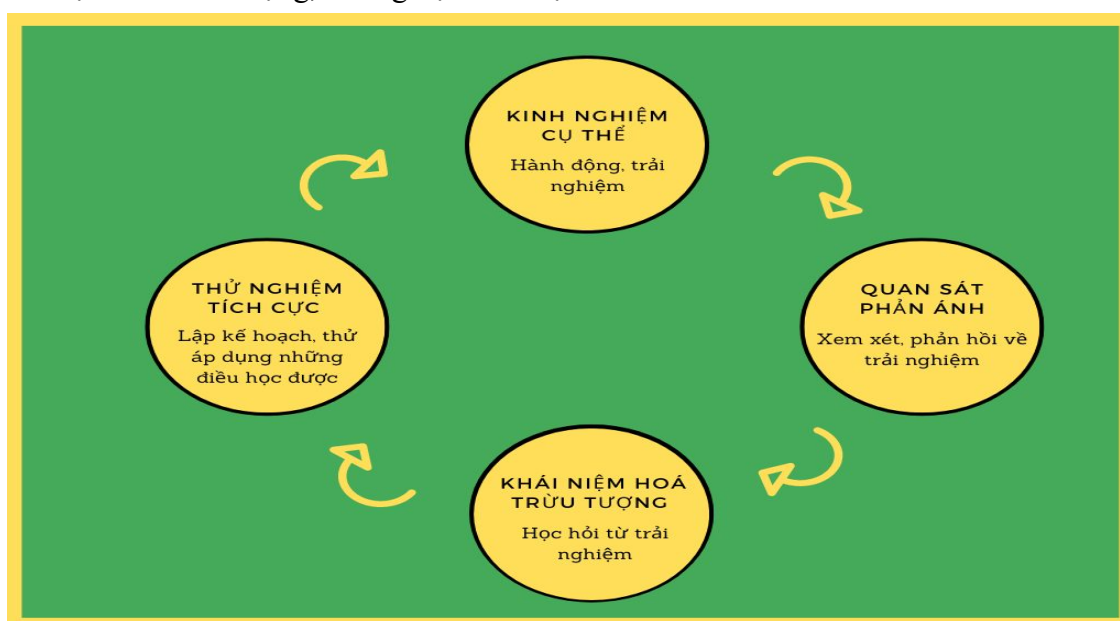 KINH NGHIỆM
CỤ THỂ
Hành động, trải
nghiệm
QUAN SÁT
PHẢN ÁNH
Xem xét, phản hồi về
trải nghiệm
KHÁI NIỆM HOÁ
TRỪU TƯỢNG
Học hỏi từ trải
nghiệm
THỬ NGHIỆM
TÍCH CỰC
Lập kế hoạch, thử
áp dụng những
điều học được